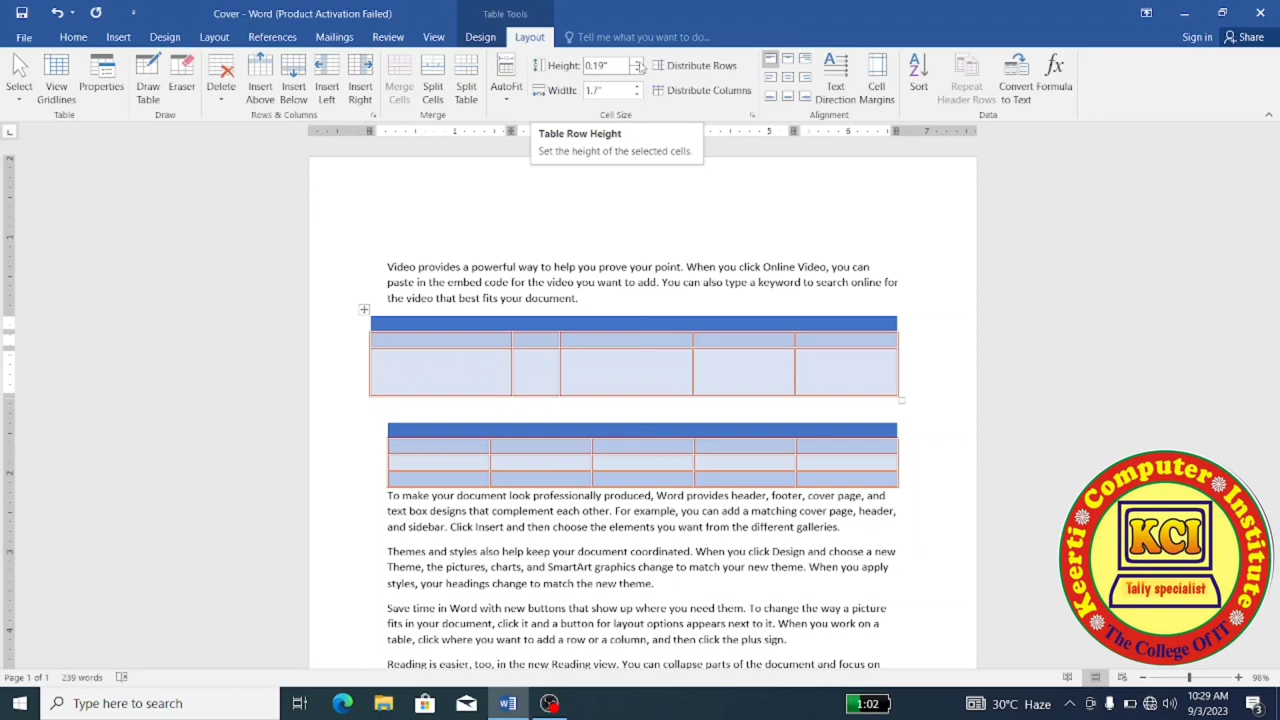 Cover - Word (Product Activation Failed)
Table Tools
File Home Insert Design Layout References Mailings Review View Design Layout Tell me what you want to do... Sign in Share
Height: 0.19" Distribute Rows
Width: 1.7" Distribute Columns
Select View Gridlines Properties Draw Table Eraser Delete Insert Above Insert Below Insert Left Insert Right Merge Cells Split Cells Split Table AutoFit Text Direction Cell Margins Sort Repeat Header Rows Convert to Text Formula
Table Draw Rows & Columns Merge Cell Size Alignment Data
Table Row Height
Set the height of the selected cells.
Video provides a powerful way to help you prove your point. When you click Online Video, you can
paste in the embed code for the video you want to add. You can also type a keyword to search online for
the video that best fits your document.
To make your document look professionally produced, Word provides header, footer, cover page, and
text box designs that complement each other. For example, you can add a matching cover page, header,
and sidebar. Click Insert and then choose the elements you want from the different galleries.
Themes and styles also help keep your document coordinated. When you click Design and choose a new
Theme, the pictures, charts, and SmartArt graphics change to match your new theme. When you apply
styles, your headings change to match the new theme.
Save time in Word with new buttons that show up where you need them. To change the way a picture
fits in your document, click it and a button for layout options appears next to it. When you work on a
table, click where you want to add a row or a column, and then click the plus sign.
Reading is easier, too, in the new Reading view. You can collapse parts of the document and focus on
Keerti Computer Institute
KCI
Tally specialist
The College Of IT
Page 1 of 1 239 words
98%
Type here to search
1:02
30°C Haze
10:29 AM
9/3/2023
3